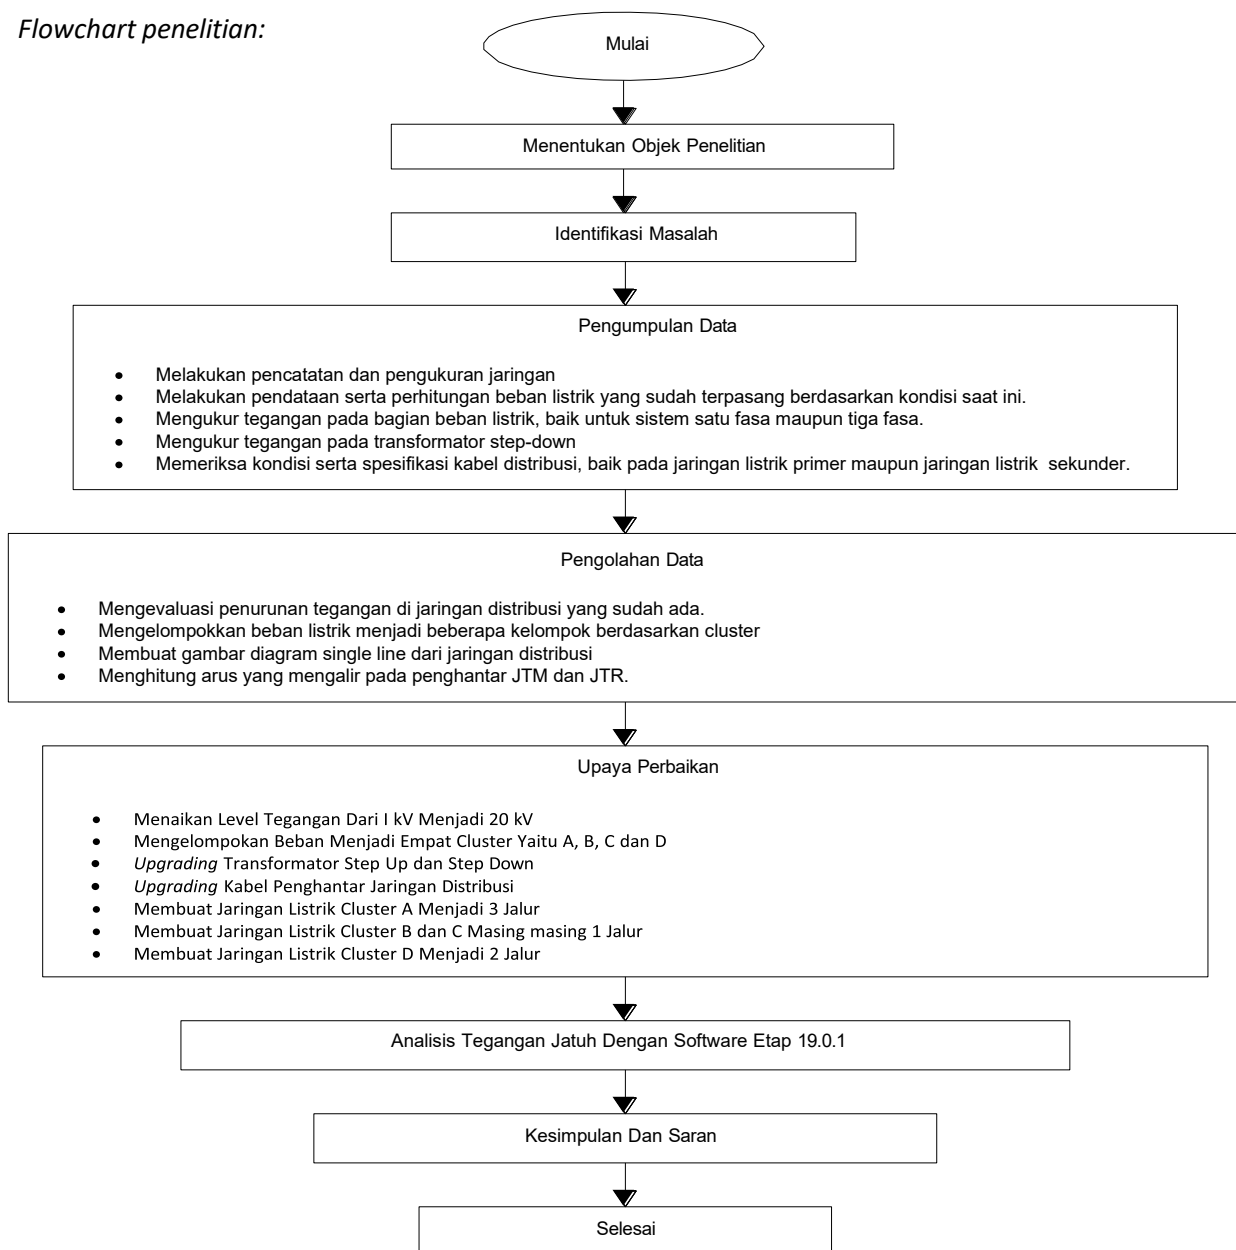 Flowchart penelitian:
Mulai
Menentukan Objek Penelitian
Identifikasi Masalah
Pengumpulan Data
• Melakukan pencatatan dan pengukuran jaringan
• Melakukan pendataan serta perhitungan beban listrik yang sudah terpasang berdasarkan kondisi saat ini.
• Mengukur tegangan pada bagian beban listrik, baik untuk sistem satu fasa maupun tiga fasa.
• Mengukur tegangan pada transformator step-down
• Memeriksa kondisi serta spesifikasi kabel distribusi, baik pada jaringan listrik primer maupun jaringan listrik sekunder.
Pengolahan Data
• Mengevaluasi penurunan tegangan di jaringan distribusi yang sudah ada.
• Mengelompokkan beban listrik menjadi beberapa kelompok berdasarkan cluster
• Membuat gambar diagram single line dari jaringan distribusi
• Menghitung arus yang mengalir pada penghantar JTM dan JTR.
Upaya Perbaikan
• Menaikan Level Tegangan Dari I kV Menjadi 20 kV
• Mengelompokan Beban Menjadi Empat Cluster Yaitu A, B, C dan D
• Upgrading Transformator Step Up dan Step Down
• Upgrading Kabel Penghantar Jaringan Distribusi
• Membuat Jaringan Listrik Cluster A Menjadi 3 Jalur
• Membuat Jaringan Listrik Cluster B dan C Masing masing 1 Jalur
• Membuat Jaringan Listrik Cluster D Menjadi 2 Jalur
Analisis Tegangan Jatuh Dengan Software Etap 19.0.1
Kesimpulan Dan Saran
Selesai